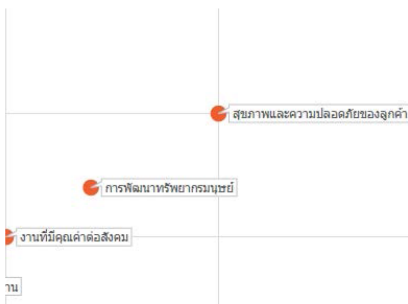 สุขภาพและความปลอดภัยของลูกค้า
การพัฒนาทรัพยากรมนุษย์
งานที่มีคุณค่าต่อสังคม